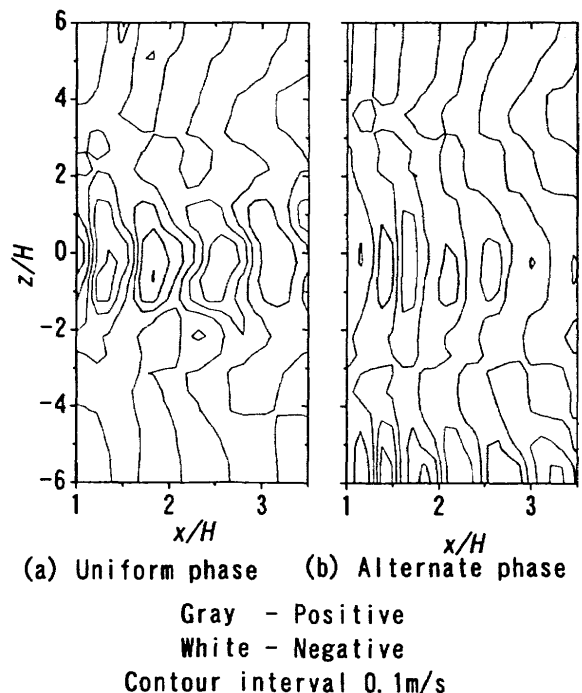 6
4
2
0
-2
-4
-6
z/H
1 2 3
1 2 3
x/H
x/H
(a) Uniform phase (b) Alternate phase
Gray - Positive
White - Negative
Contour interval 0.1m/s